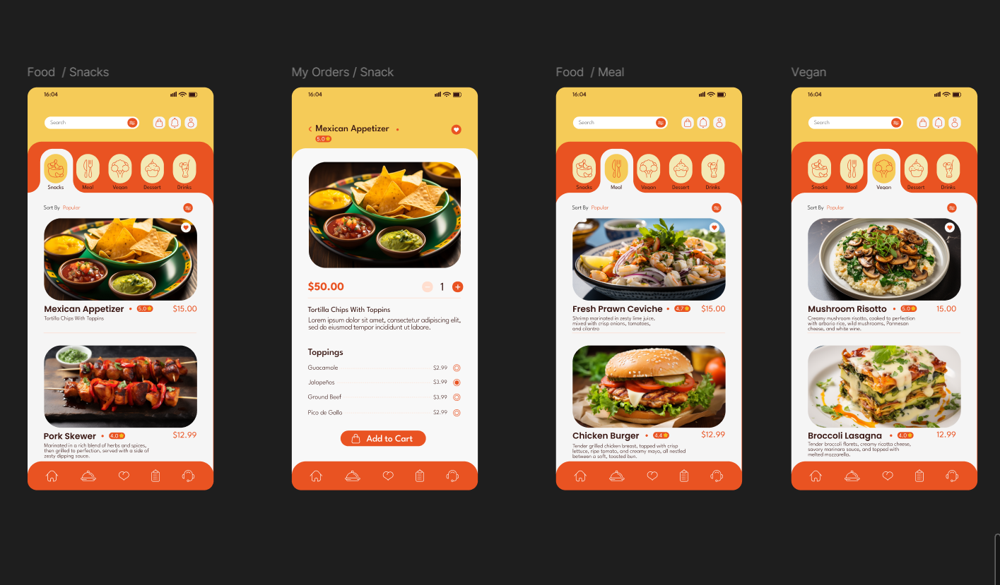 Food / Snacks
16:04
Search
Snacks Meal Vegan Dessert Drinks
Sort By Popular
Mexican Appetizer • 5.0 $15.00
Tortilla Chips With Toppins
Pork Skewer • 4.0 $12.99
Marinated in a rich blend of herbs and spices,
then grilled to perfection, served with a side of
zesty dipping sauce.
My Orders / Snack
16:04
Mexican Appetizer •
5.0
$50.00 1
Tortilla Chips With Toppins
Lorem ipsum dolor sit amet, consectetur adipiscing elit,
sed do eiusmod tempor incididunt ut labore.
Toppings
Guacamole $2.99
Jalapeños $3.99
Ground Beef $3.99
Pico de Gallo $2.99
Add to Cart
Food / Meal
16:04
Search
Snacks Meal Vegan Dessert Drinks
Sort By Popular
Fresh Prawn Ceviche • 4.7 $15.00
Shrimp marinated in zesty lime juice,
mixed with crisp onions, tomatoes,
and cilantro
Chicken Burger • 4.4 $12.99
Tender grilled chicken breast, topped with crisp
lettuce, ripe tomato, and creamy mayo, all nestled
between a soft, toasted bun.
Vegan
16:04
Search
Snacks Meal Vegan Dessert Drinks
Sort By Popular
Mushroom Risotto • 5.0 15.00
Creamy mushroom risotto, cooked to perfection
with arborio rice, wild mushrooms, Parmesan
cheese, and white wine.
Broccoli Lasagna • 4.0 12.99
Tender broccoli florets, creamy ricotta cheese,
savory marinara sauce, and topped with
melted mozzarella.